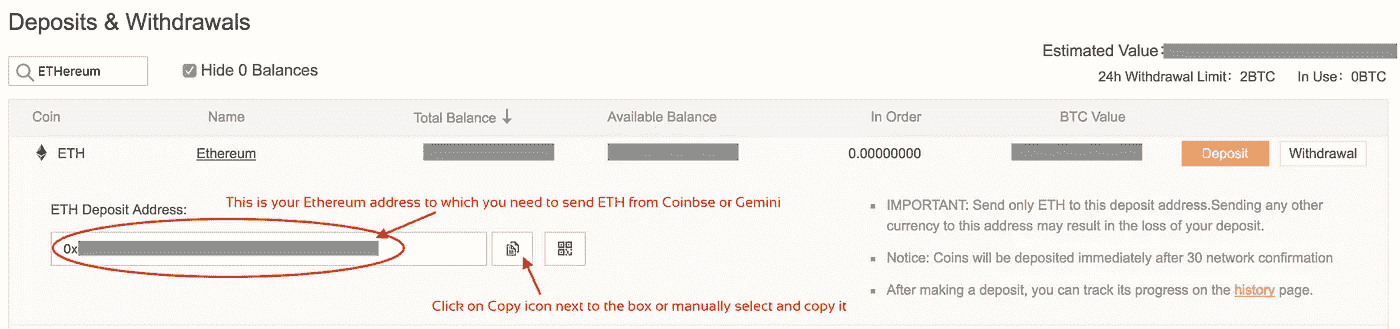 Deposits & Withdrawals
Estimated Value:
ETHereum
Hide 0 Balances
24h Withdrawal Limit: 2BTC In Use: 0BTC
Coin Name Total Balance Available Balance In Order BTC Value
ETH Ethereum 0.00000000 Deposit Withdrawal
This is your Ethereum address to which you need to send ETH from Coinbse or Gemini
ETH Deposit Address:
0x
Click on Copy icon next to the box or manually select and copy it
IMPORTANT: Send only ETH to this deposit address.Sending any other
currency to this address may result in the loss of your deposit.
Notice: Coins will be deposited immediately after 30 network confirmation
After making a deposit, you can track its progress on the history page.